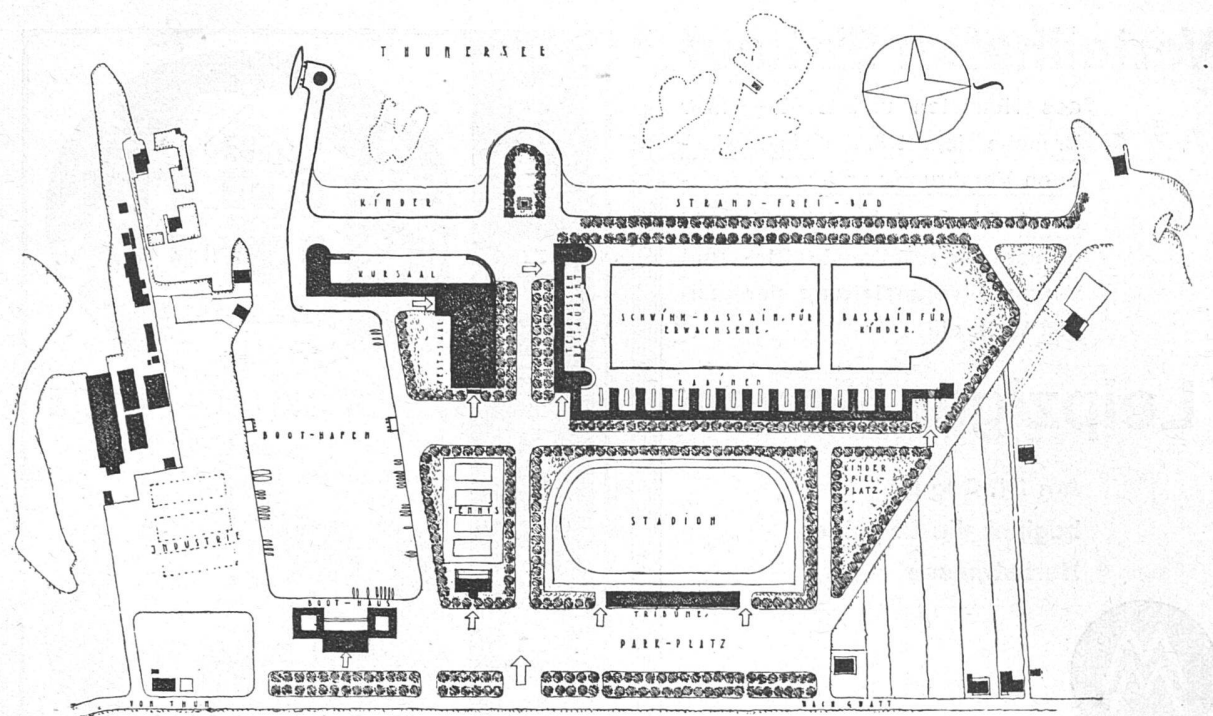 THUNERSEE
KINDER
STRAND-FREI-BAD
KURSAAL
FEST-SAAL
TERRASSEN
RESTAURANT
SCHWIMM-BASSAIN FÜR
ERWACHSENE.
BASSAIN FÜR
KINDER.
KABINEN
BOOT-HAFEN
TENNIS
STADION
KINDER
SPIEL-
PLATZ.
INDUSTRIE
BOOT-HAUS
TRIBÜNE.
PARK-PLATZ
VON THUN
NACH GWATT